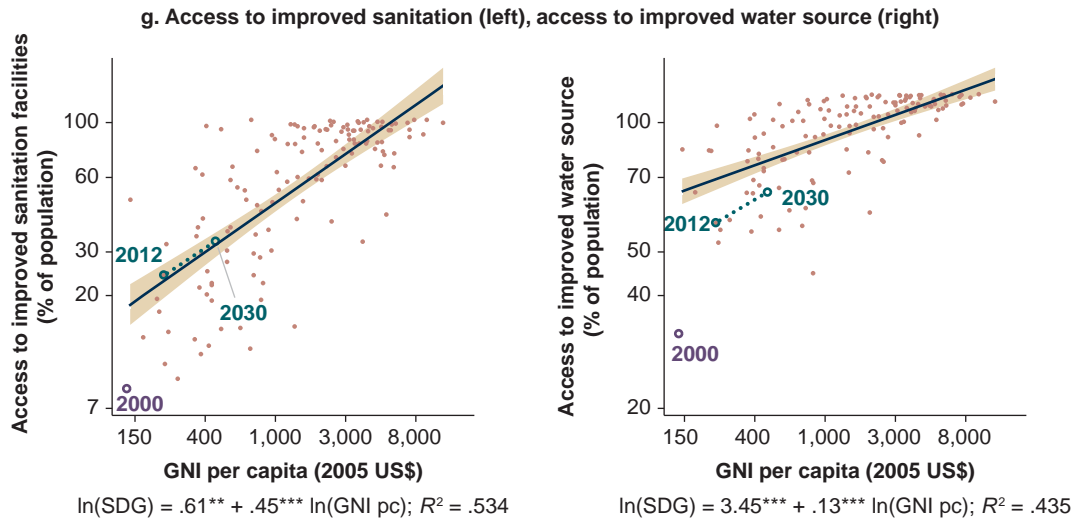 g. Access to improved sanitation (left), access to improved water source (right)
Access to improved sanitation facilities
(% of population)
100
60
30
20
7
2012
2030
2000
150
400
1,000
3,000
8,000
GNI per capita (2005 US$)
ln(SDG) = .61** + .45*** ln(GNI pc); R² = .534
Access to improved water source
(% of population)
100
70
50
40
20
2012
2030
2000
150
400
1,000
3,000
8,000
GNI per capita (2005 US$)
ln(SDG) = 3.45*** + .13*** ln(GNI pc); R² = .435